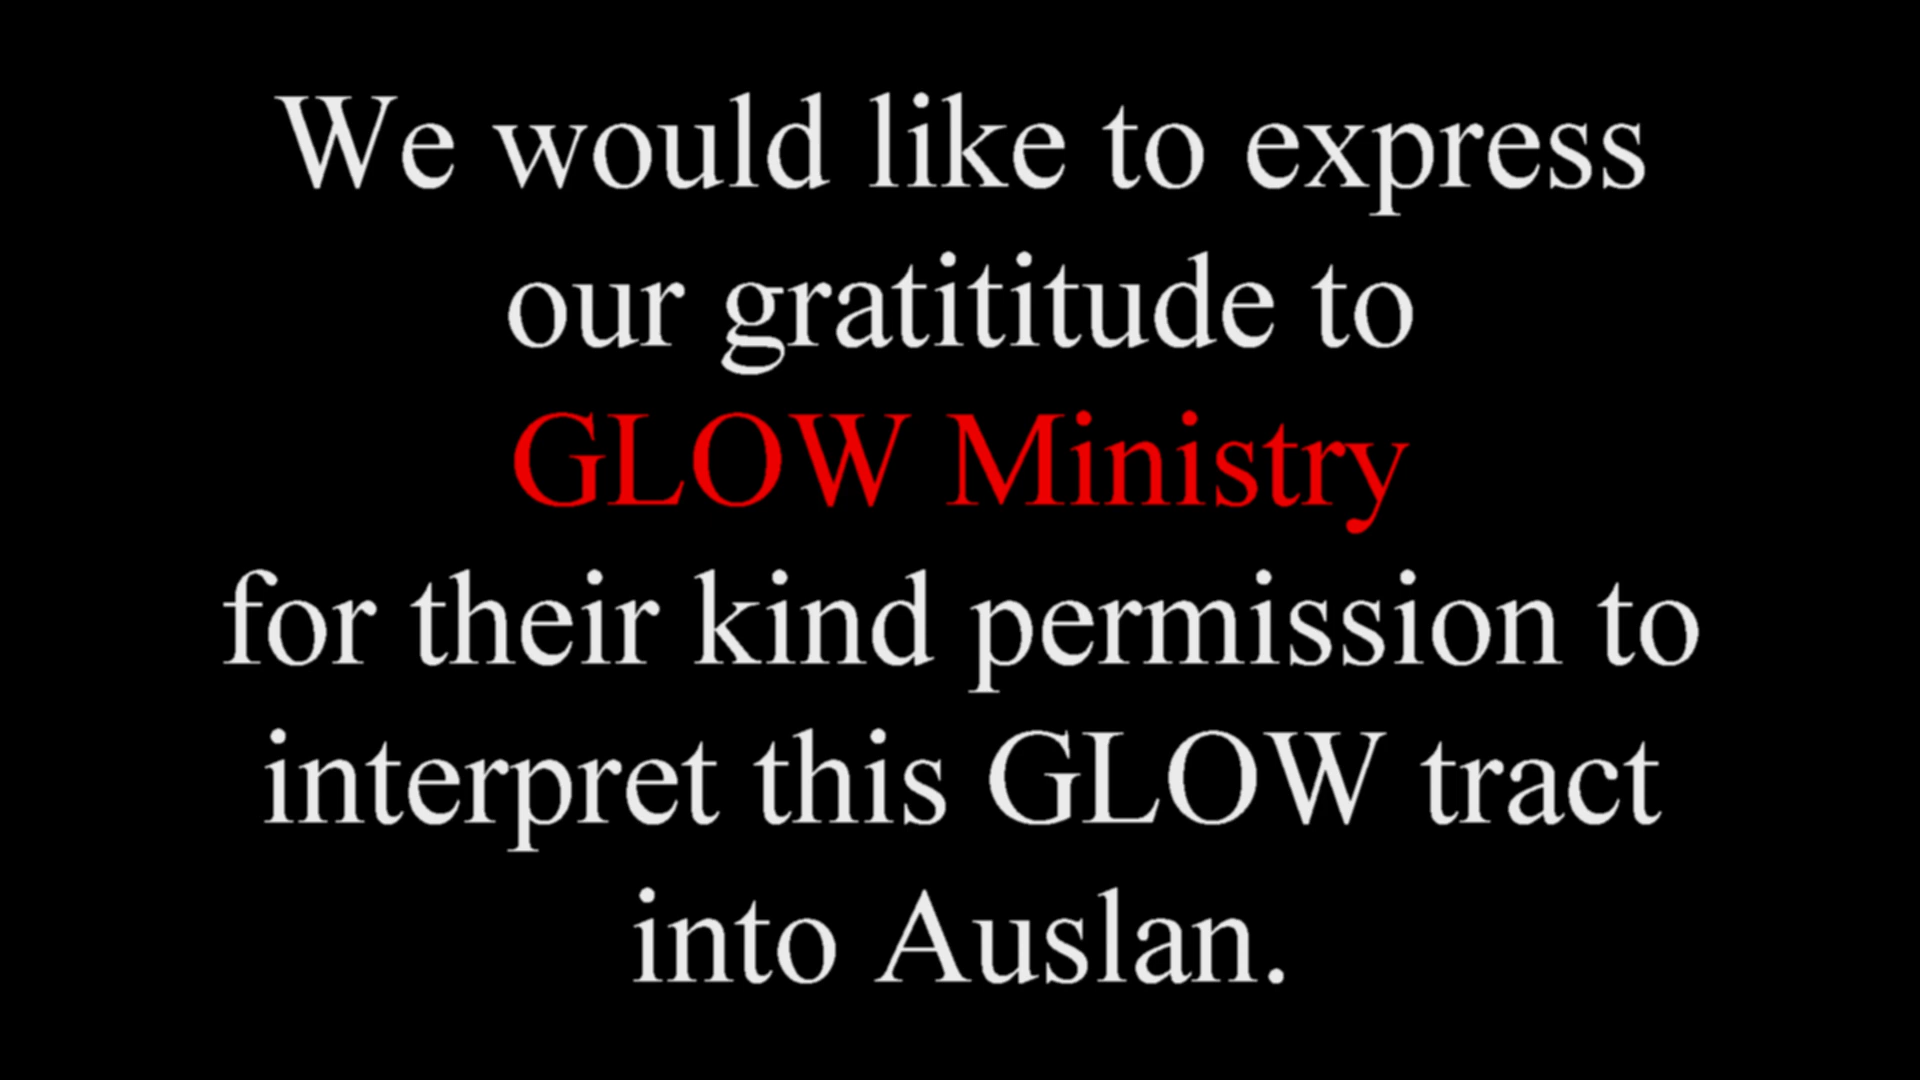 We would like to express
our gratititude to
GLOW Ministry
for their kind permission to
interpret this GLOW tract
into Auslan.